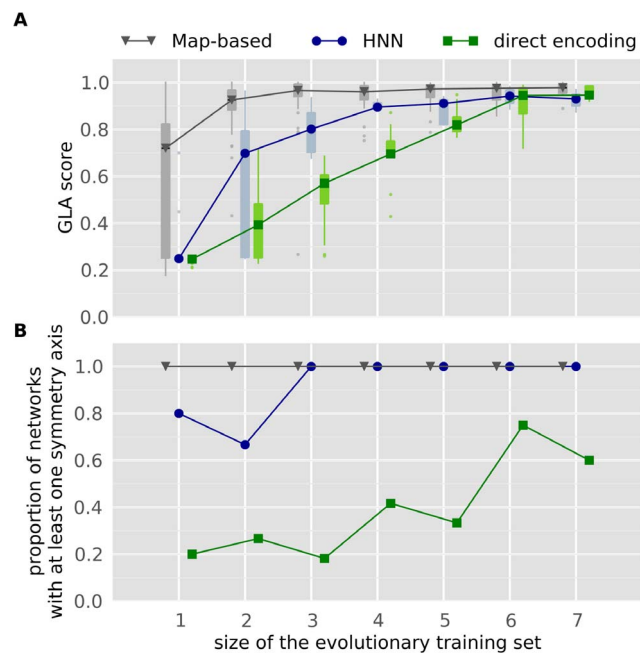 A
Map-based HNN direct encoding
1.0
0.8
0.6
0.4
0.2
0.0
GLA score
B
1.0
0.8
0.6
0.4
0.2
0.0
proportion of networks
with at least one symmetry axis
1 2 3 4 5 6 7
size of the evolutionary training set